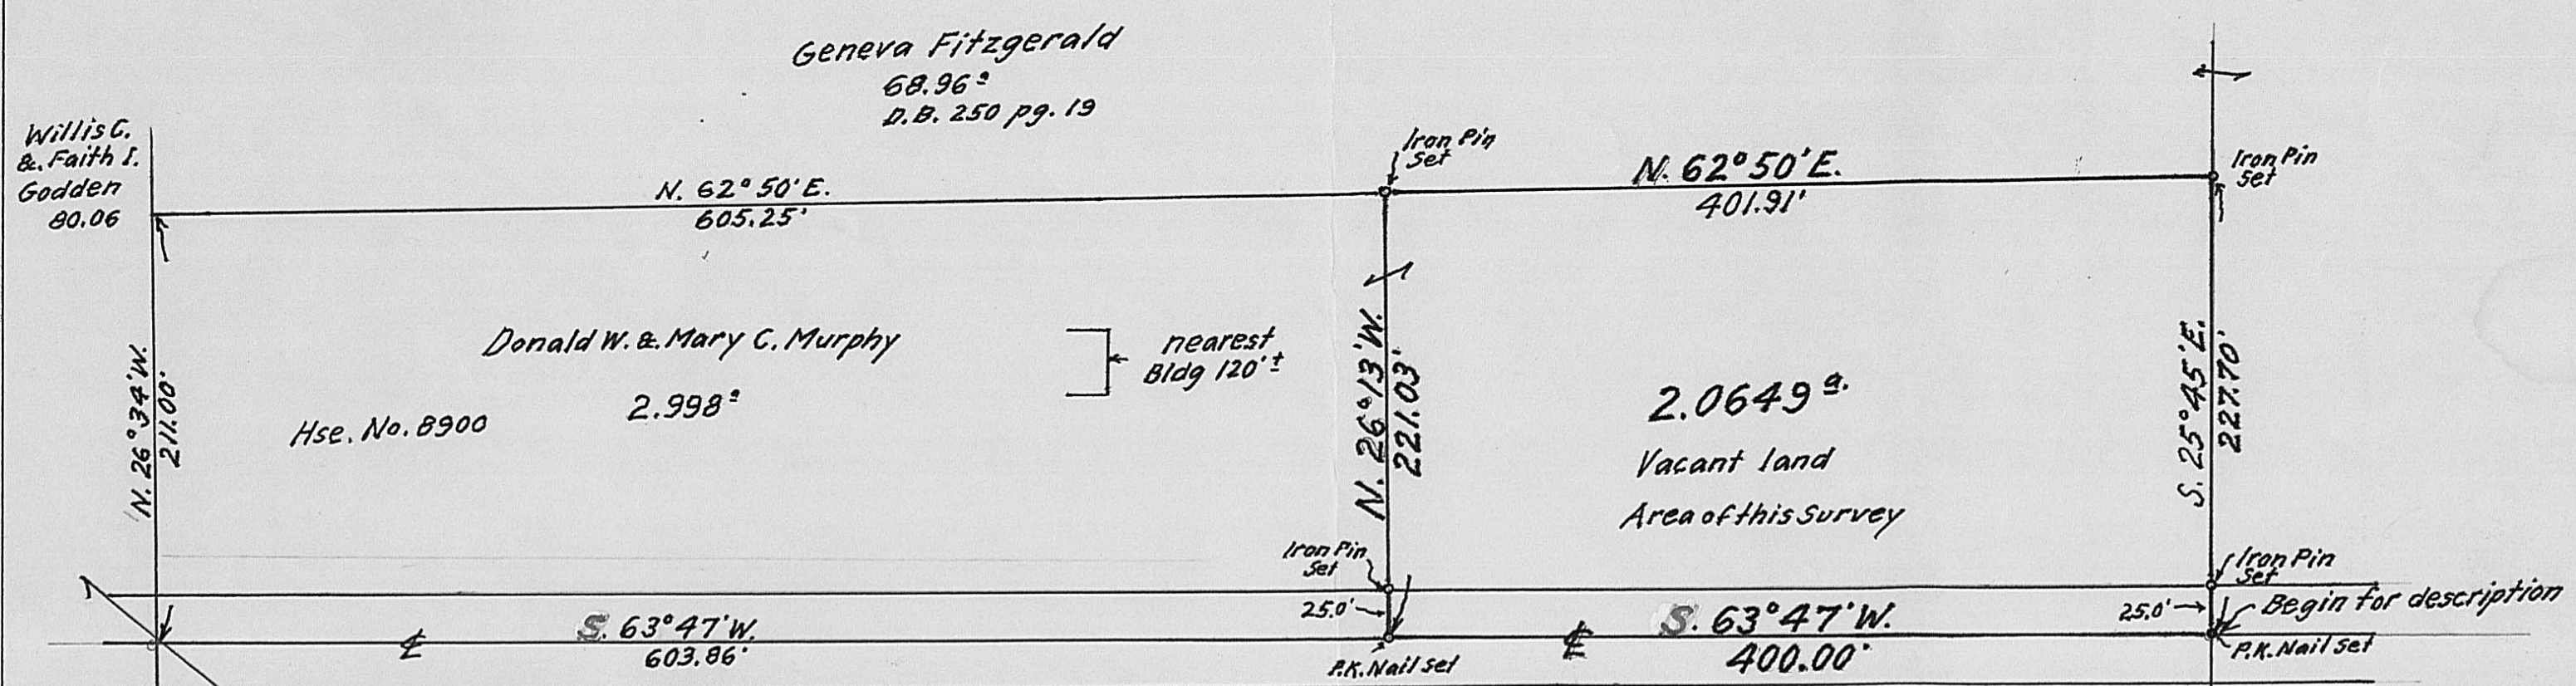 Geneva Fitzgerald
68.96ª
D.B. 250 pg. 19
Willis C.
& Faith I.
Godden
80.06
N. 62° 50' E.
605.25'
Iron Pin
Set
N. 62° 50' E.
401.91'
Iron Pin
Set
N. 26° 34' W.
211.00'
Donald W. & Mary C. Murphy
2.998ª
Hse. No. 8900
nearest
Bldg 120'±
N. 26° 13' W.
221.03'
2.0649ª.
Vacant land
Area of this Survey
S. 25° 45' E.
227.70'
Iron Pin
Set
25.0'
Iron Pin
Set
25.0'
Begin for description
S. 63° 47' W.
603.86'
℄
P.K. Nail set
℄
S. 63° 47' W.
400.00'
P.K. Nail set